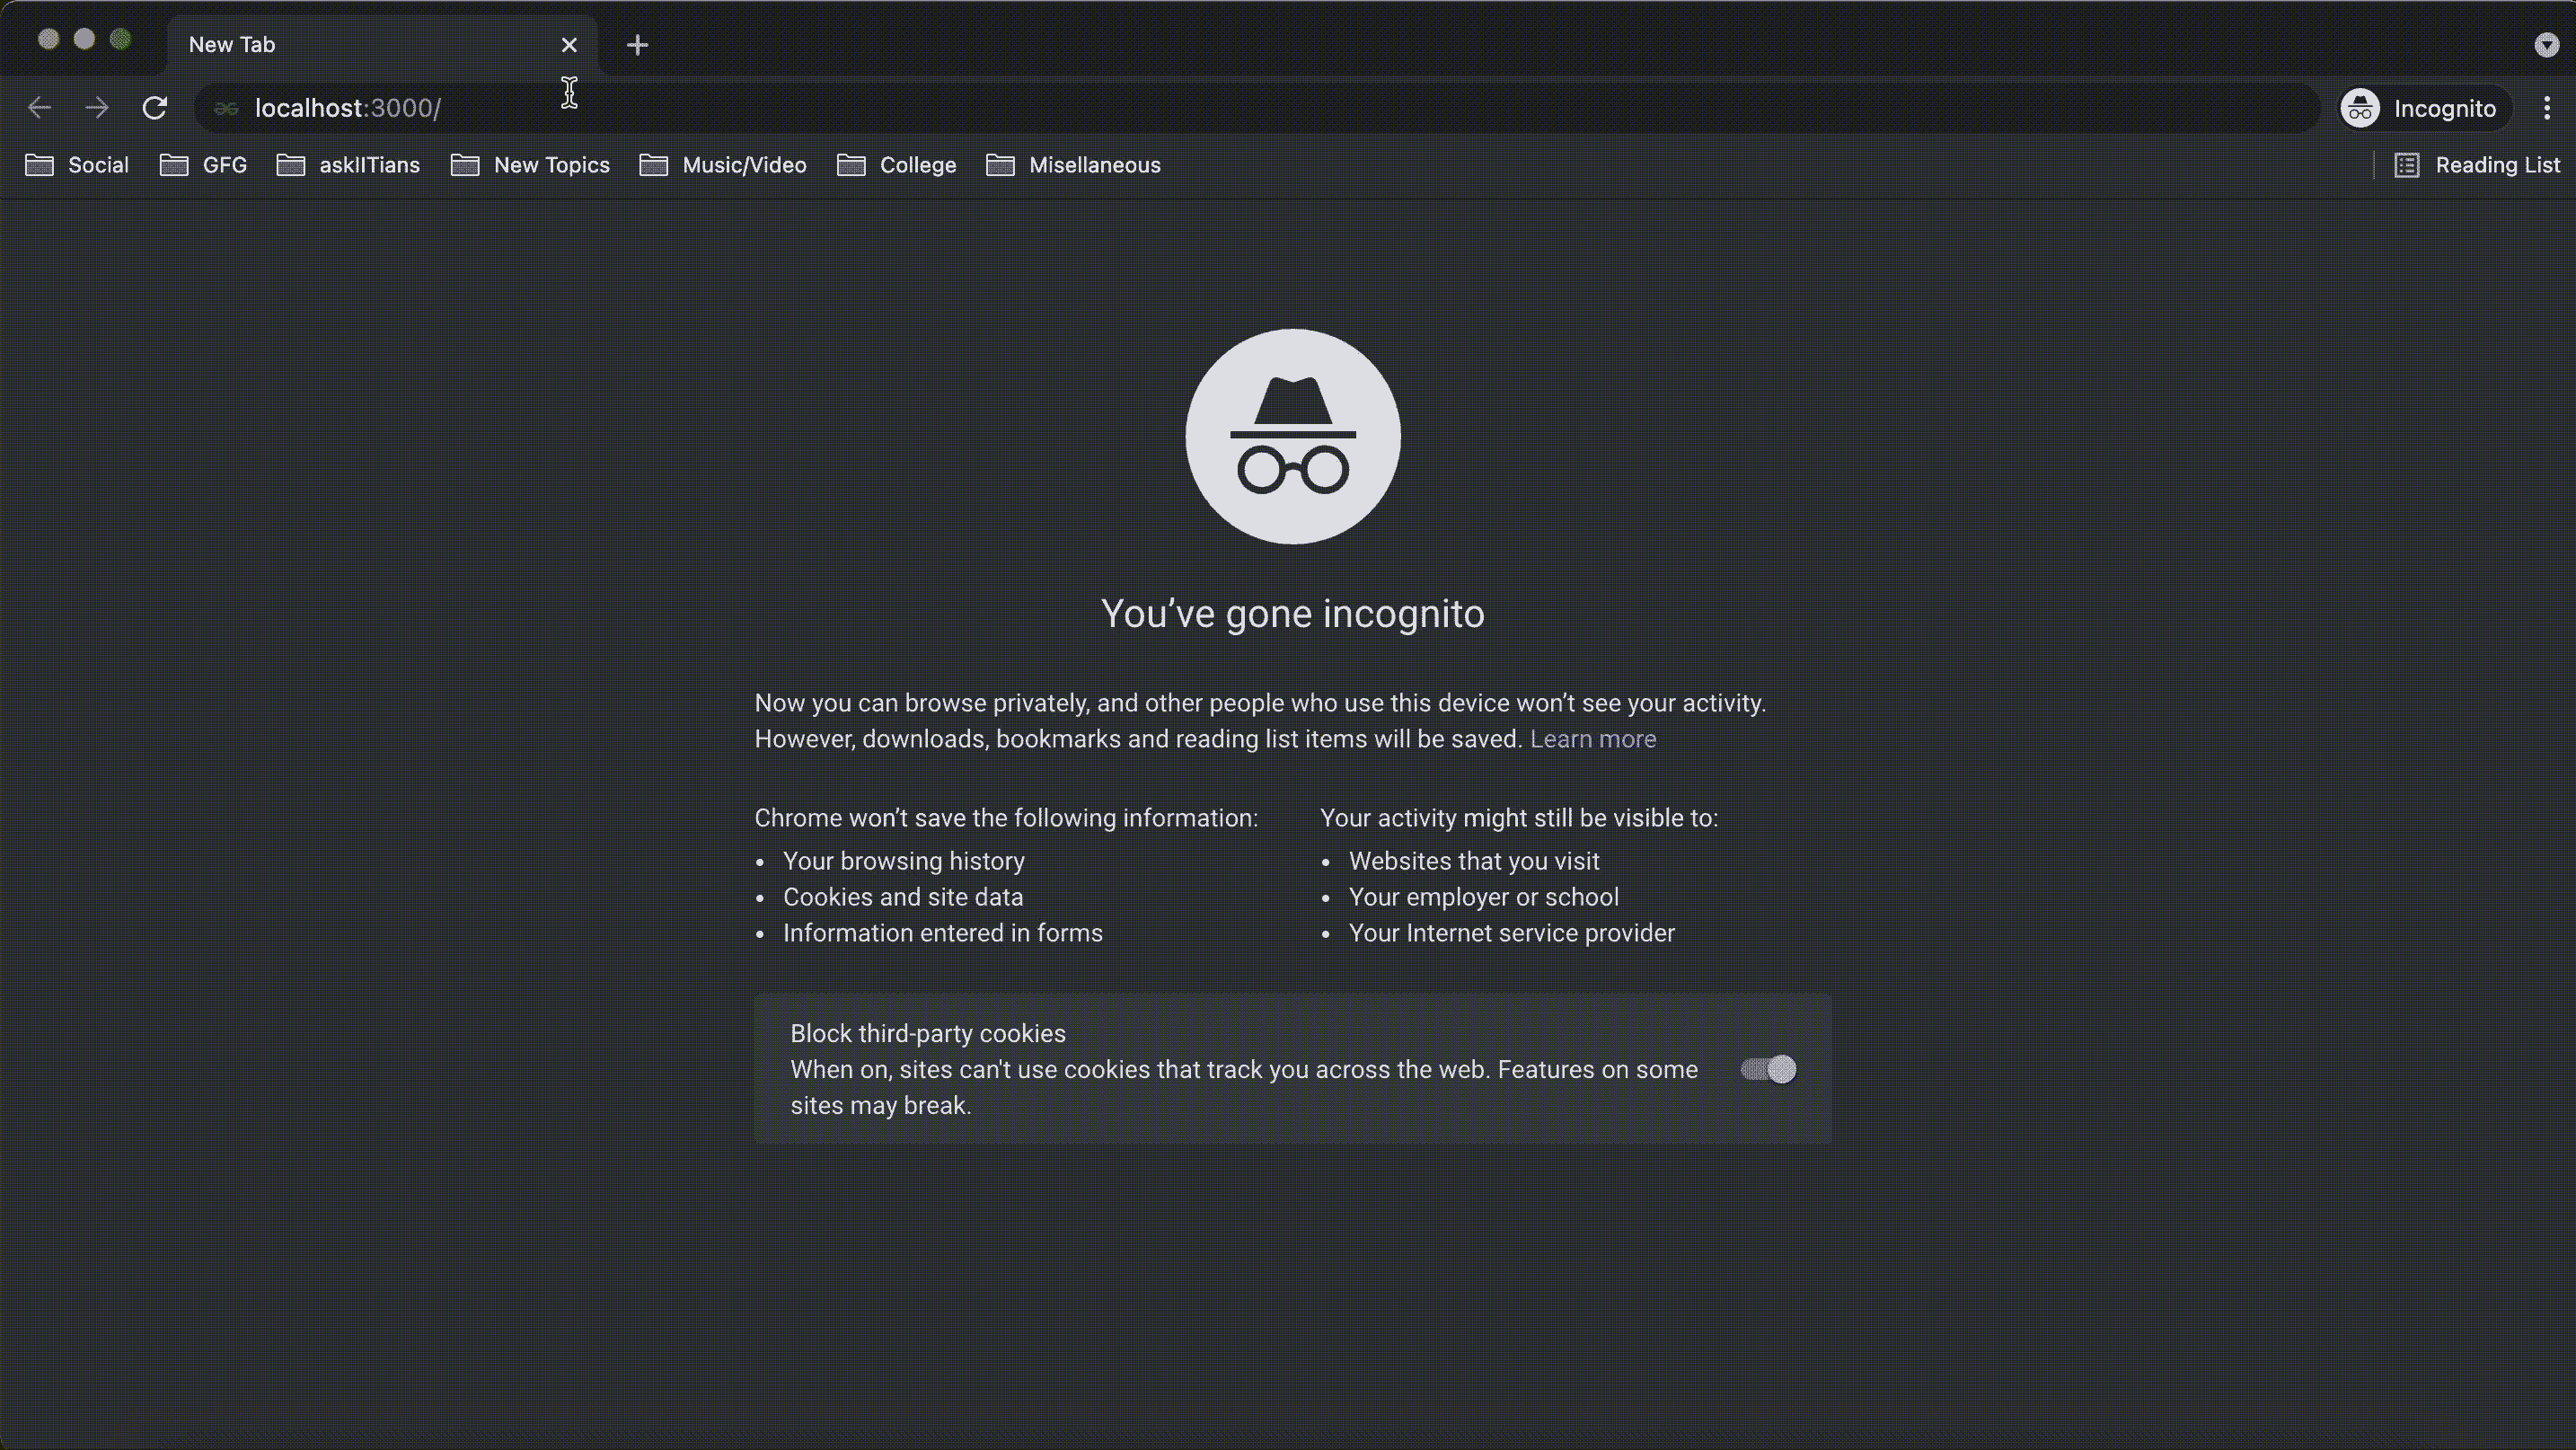 New Tab
localhost:3000/
Incognito
Social GFG askIITians New Topics Music/Video College Misellaneous Reading List
You've gone incognito
Now you can browse privately, and other people who use this device won't see your activity.
However, downloads, bookmarks and reading list items will be saved. Learn more
Chrome won't save the following information:
Your browsing history
Cookies and site data
Information entered in forms
Your activity might still be visible to:
Websites that you visit
Your employer or school
Your Internet service provider
Block third-party cookies
When on, sites can't use cookies that track you across the web. Features on some
sites may break.